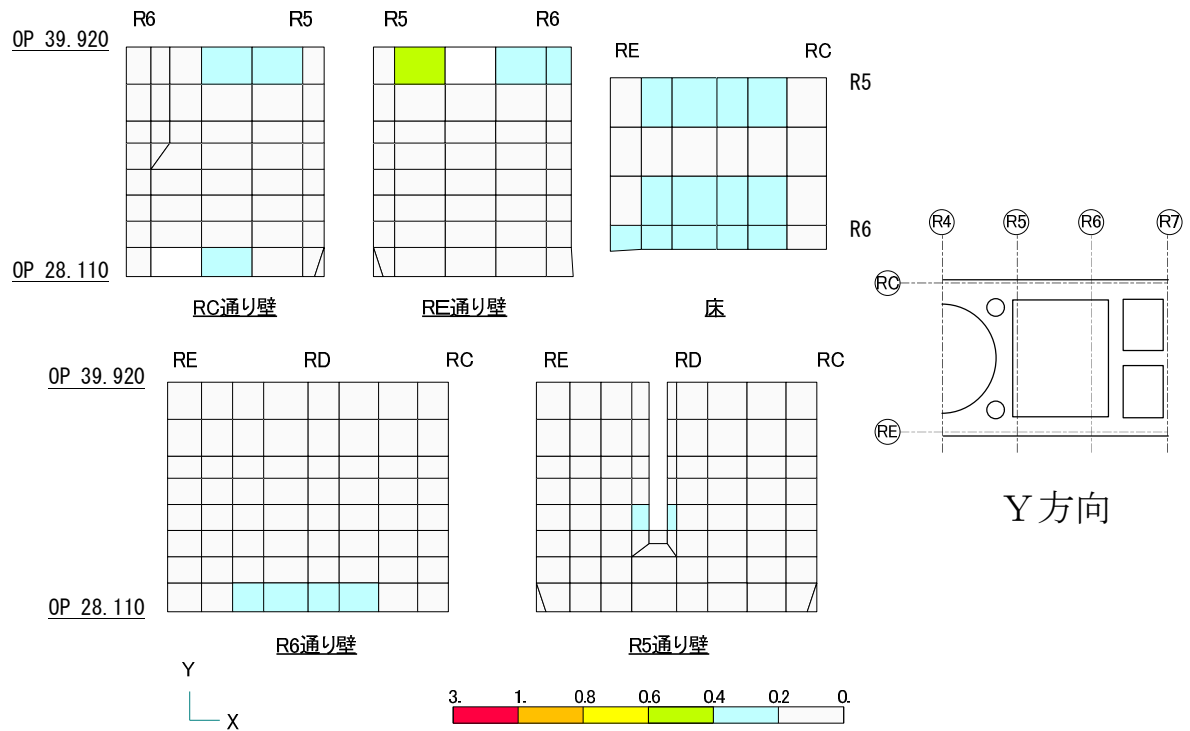 R6 R5
R5 R6
OP 39.920
OP 28.110
RC通り壁
RE通り壁
RE RC
R5
R6
床
RE RD RC
OP 39.920
OP 28.110
R6通り壁
RE RD RC
R5通り壁
R4 R5 R6 R7
RC
RE
Y方向
Y
X
3. 1. 0.8 0.6 0.4 0.2 0.